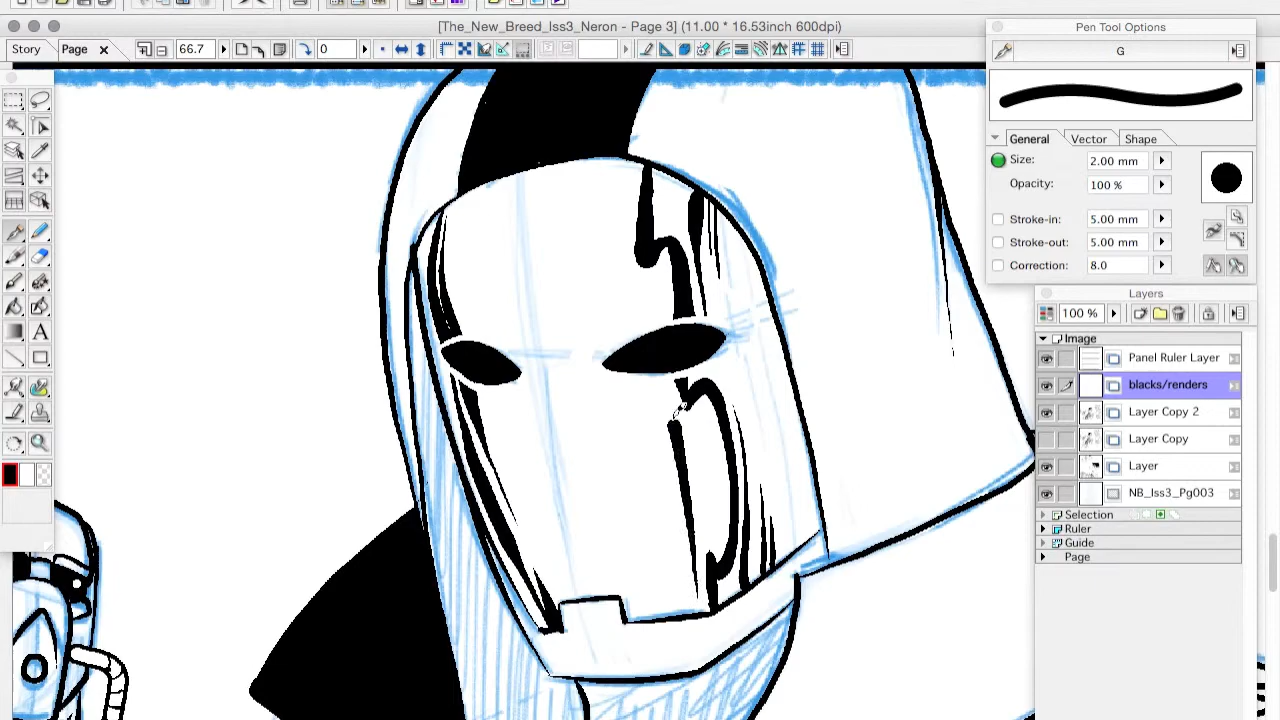 [The_New_Breed_Iss3_Neron - Page 3] (11.00 * 16.53inch 600dpi)
Story
Page
66.7
0
Pen Tool Options
G
General
Vector
Shape
Size:
2.00 mm
Opacity:
100 %
Stroke-in:
5.00 mm
Stroke-out:
5.00 mm
Correction:
8.0
Layers
100 %
Image
Panel Ruler Layer
blacks/renders
Layer Copy 2
Layer Copy
Layer
NB_Iss3_Pg003
Selection
Ruler
Guide
Page